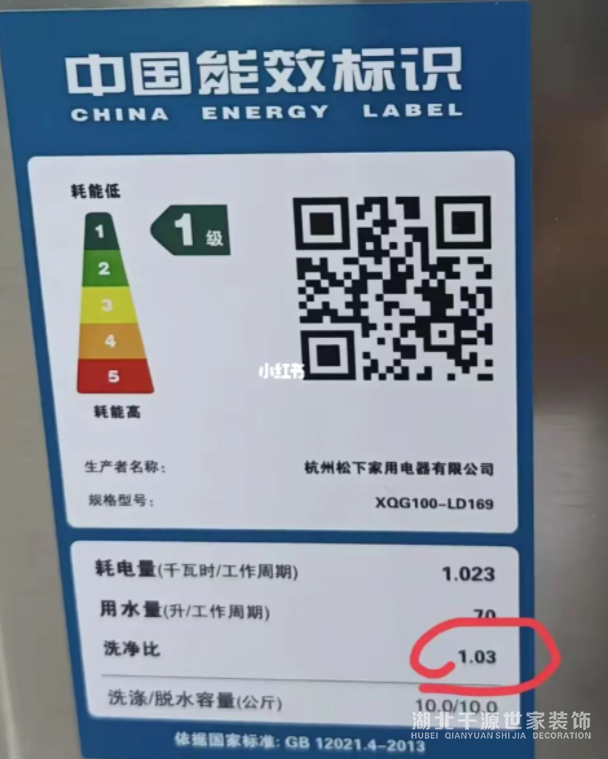 中国能效标识
CHINA ENERGY LABEL
耗能低
1
1级
2
3
4
5
耗能高
小红书
生产者名称: 杭州松下家用电器有限公司
规格型号: XQG100-LD169
耗电量(千瓦时/工作周期) 1.023
用水量(升/工作周期) 70
洗净比 1.03
洗涤/脱水容量(公斤) 10.0/10.0
湖北千源世家装饰
HUBEI QIANYUANSHIJIA DECORATION
依据国家标准: GB 12021.4-2013